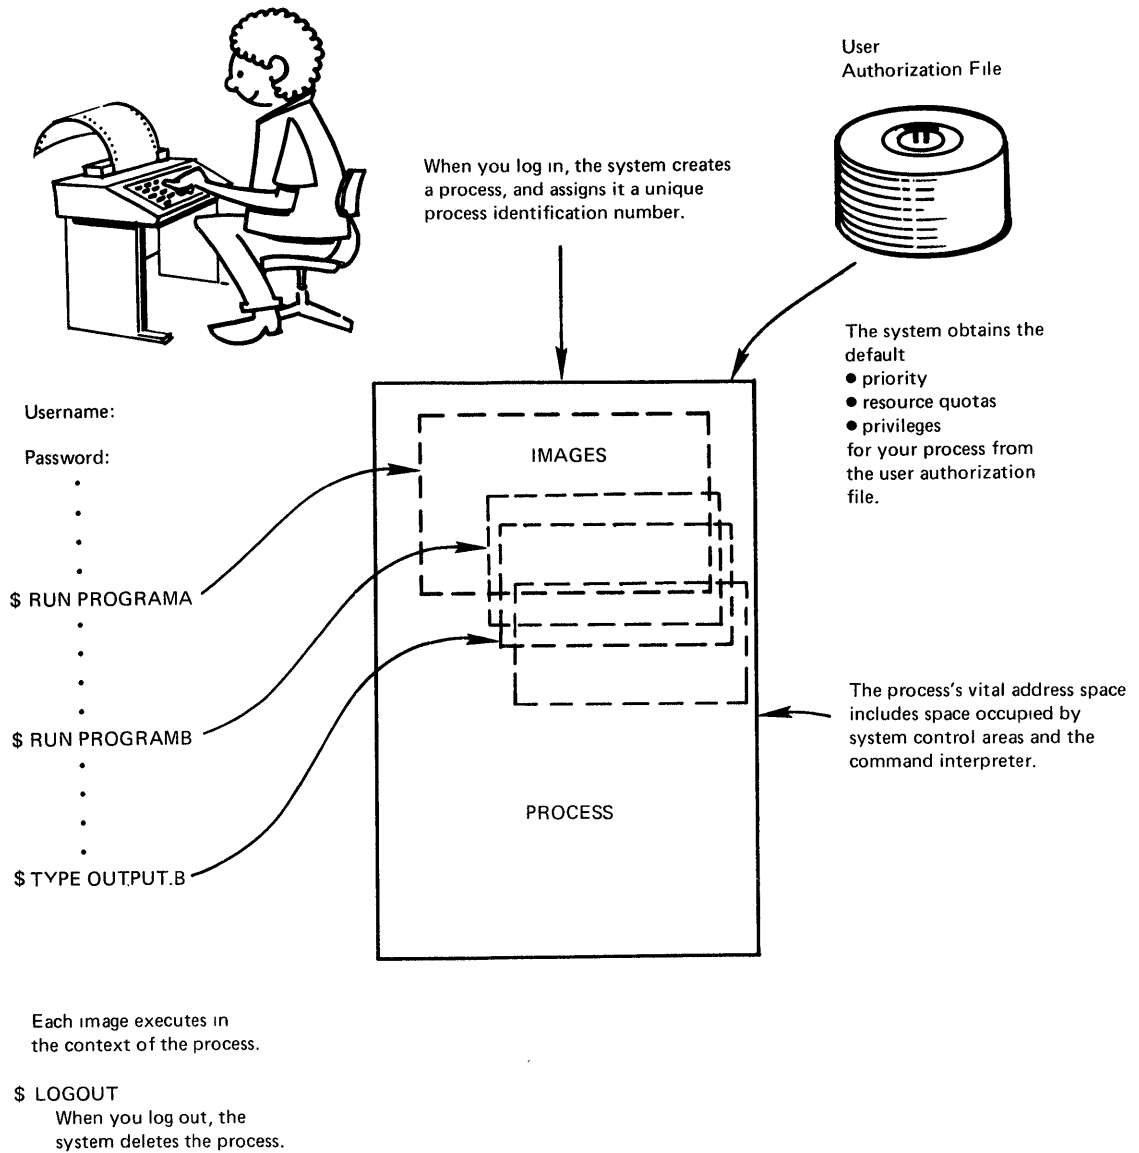 User
Authorization File
When you log in, the system creates
a process, and assigns it a unique
process identification number.
The system obtains the
default
● priority
● resource quotas
● privileges
for your process from
the user authorization
file.
Username:
Password:
IMAGES
$ RUN PROGRAMA
$ RUN PROGRAMB
The process's vital address space
includes space occupied by
system control areas and the
command interpreter.
PROCESS
$ TYPE OUTPUT.B
Each image executes in
the context of the process.
$ LOGOUT
When you log out, the
system deletes the process.